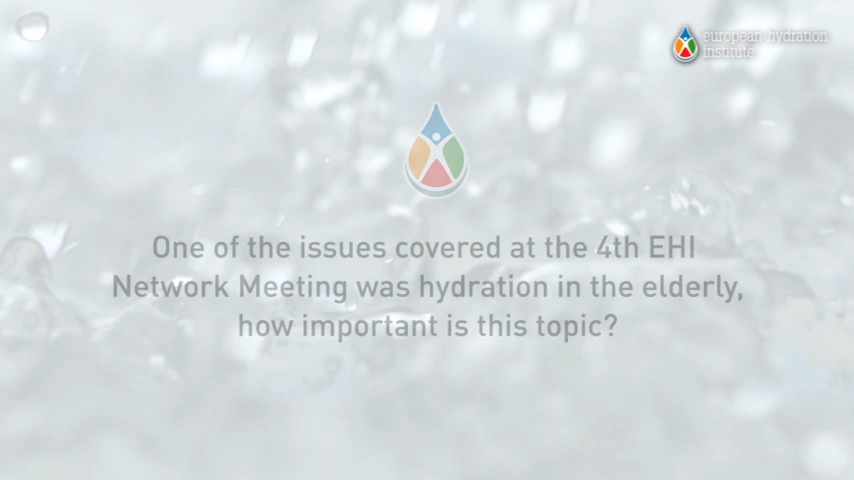 european hydration
institute
One of the issues covered at the 4th EHI
Network Meeting was hydration in the elderly,
how important is this topic?